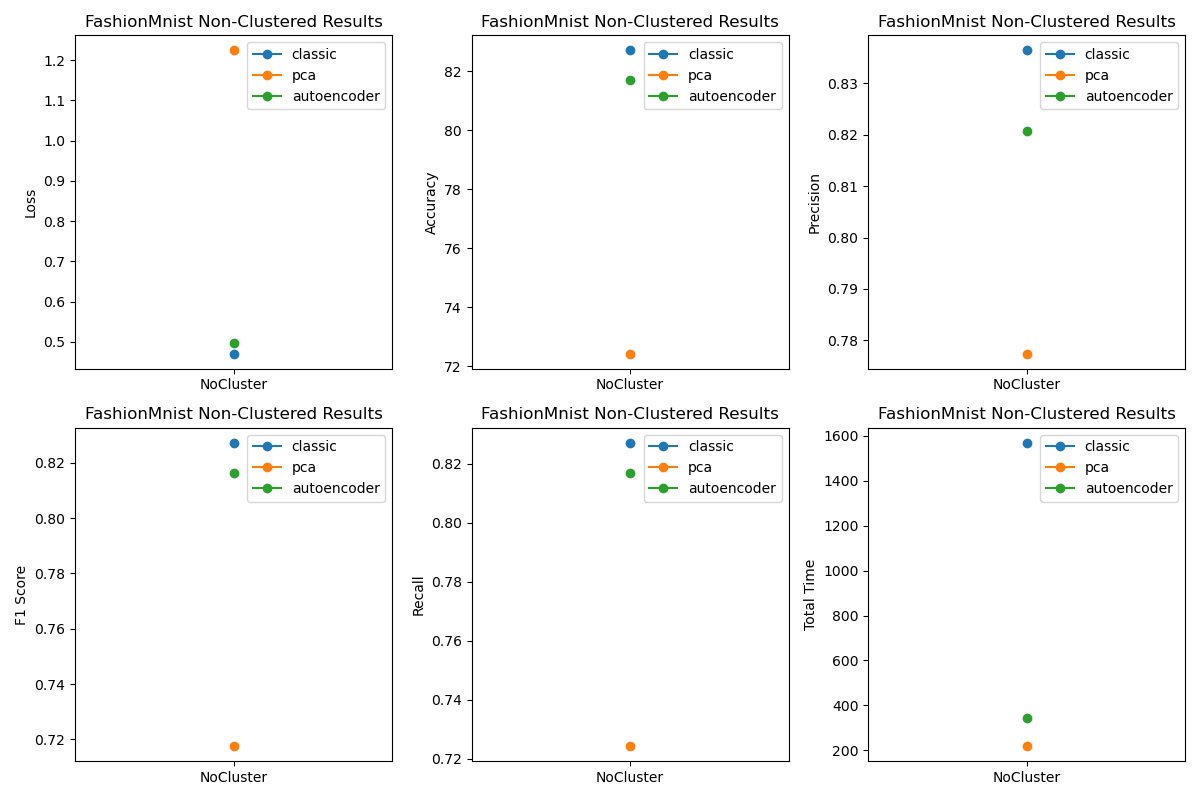 FashionMnist Non-Clustered Results
classic
pca
autoencoder
1.2
1.1
1.0
0.9
0.8
0.7
0.6
0.5
Loss
NoCluster
FashionMnist Non-Clustered Results
classic
pca
autoencoder
82
80
78
76
74
72
Accuracy
NoCluster
FashionMnist Non-Clustered Results
classic
pca
autoencoder
0.83
0.82
0.81
0.80
0.79
0.78
Precision
NoCluster
FashionMnist Non-Clustered Results
classic
pca
autoencoder
0.82
0.80
0.78
0.76
0.74
0.72
F1 Score
NoCluster
FashionMnist Non-Clustered Results
classic
pca
autoencoder
0.82
0.80
0.78
0.76
0.74
0.72
Recall
NoCluster
FashionMnist Non-Clustered Results
classic
pca
autoencoder
1600
1400
1200
1000
800
600
400
200
Total Time
NoCluster